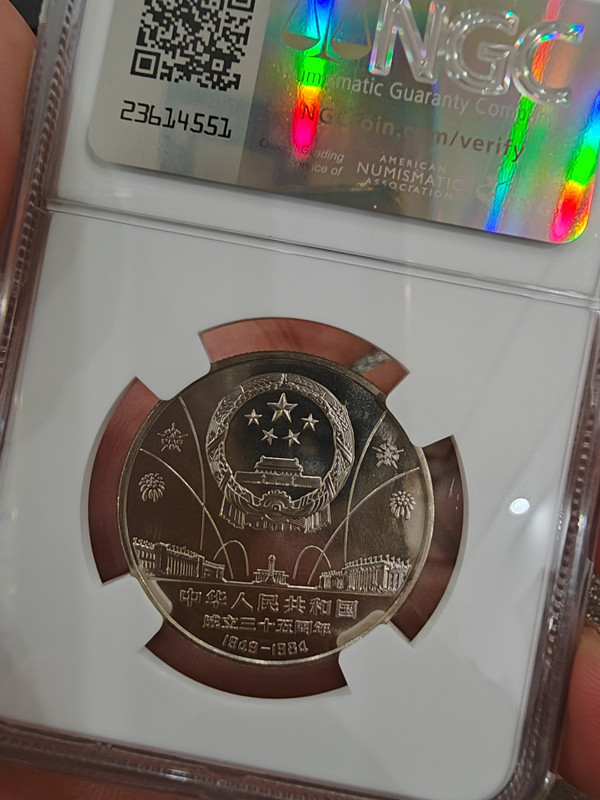 NGC
Numismatic Guaranty Comp
NGCcoin.com/verify
23614551
Official Grading
Service of
AMERICAN
NUMISMATIC
ASSOCIATION
中华人民共和国
成立三十五周年
1949-1984